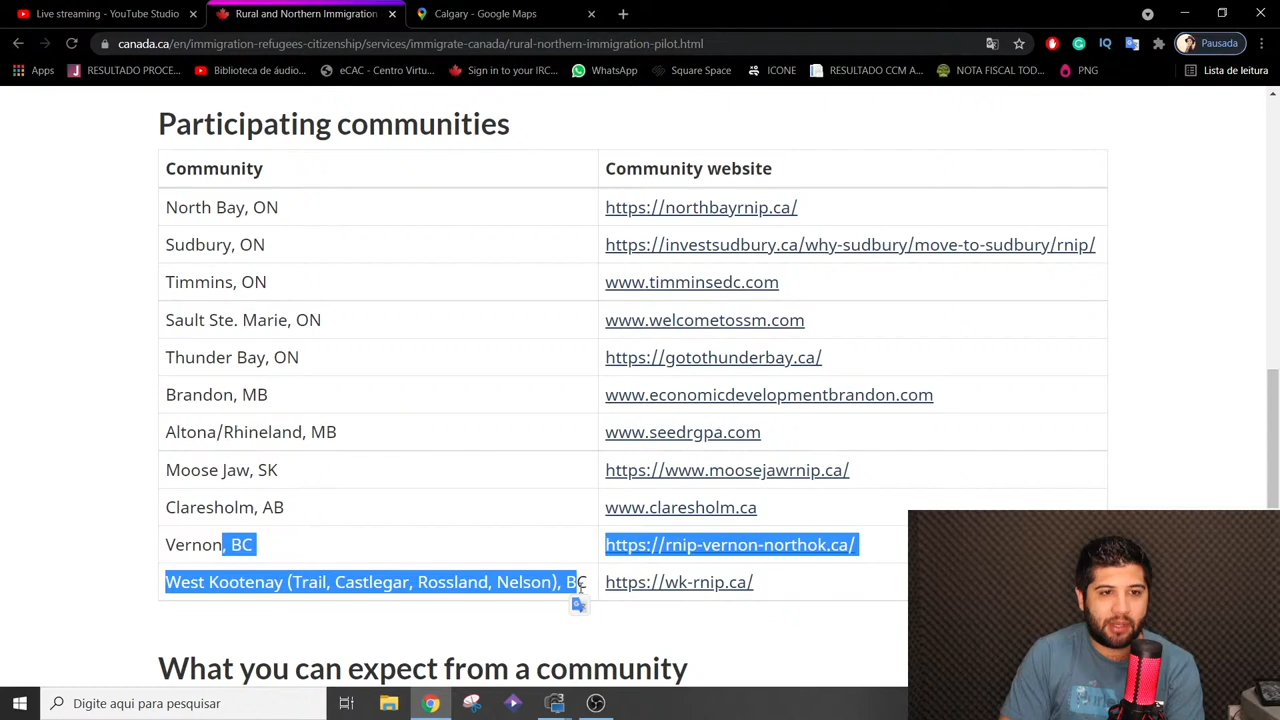 Live streaming - YouTube Studio
Rural and Northern Immigration
Calgary - Google Maps
canada.ca/en/immigration-refugees-citizenship/services/immigrate-canada/rural-northern-immigration-pilot.html
Pausada
Apps
RESULTADO PROCE...
Biblioteca de áudio...
eCAC - Centro Virtu...
Sign in to your IRC...
WhatsApp
Square Space
ICONE
RESULTADO CCM A...
NOTA FISCAL TOD...
PNG
Lista de leitura
Participating communities
Community Community website
North Bay, ON https://northbayrnip.ca/
Sudbury, ON https://investsudbury.ca/why-sudbury/move-to-sudbury/rnip/
Timmins, ON www.timminsedc.com
Sault Ste. Marie, ON www.welcometossm.com
Thunder Bay, ON https://gotothunderbay.ca/
Brandon, MB www.economicdevelopmentbrandon.com
Altona/Rhineland, MB www.seedrgpa.com
Moose Jaw, SK https://www.moosejawrnip.ca/
Claresholm, AB www.claresholm.ca
Vernon, BC https://rnip-vernon-northok.ca/
West Kootenay (Trail, Castlegar, Rossland, Nelson), BC https://wk-rnip.ca/
What you can expect from a community
Digite aqui para pesquisar